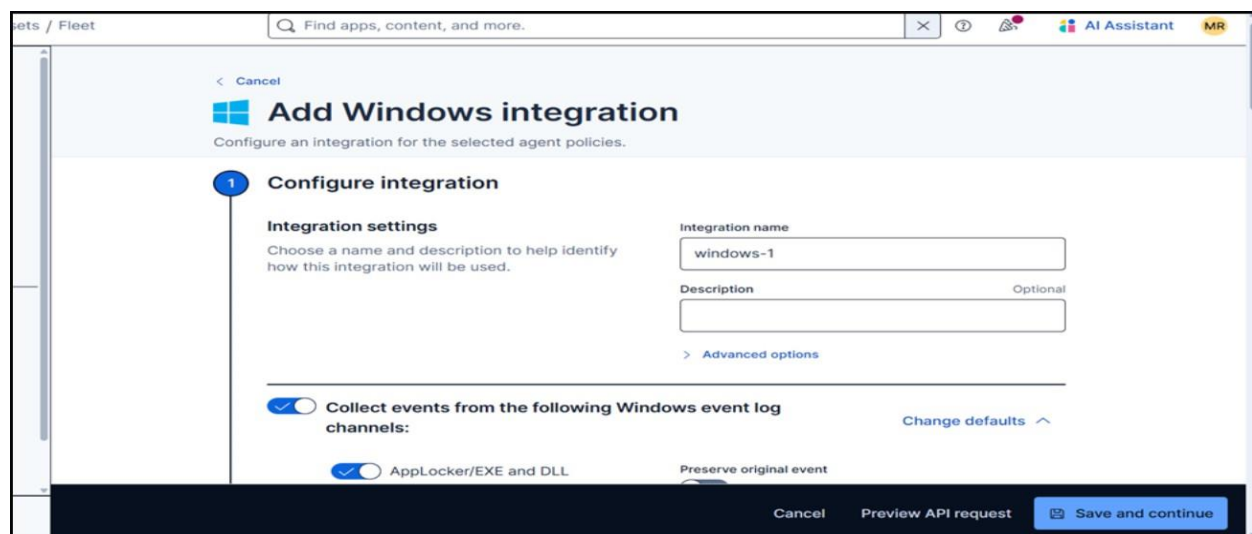 sets / Fleet
Find apps, content, and more.
AI Assistant
MR
Cancel
Add Windows integration
Configure an integration for the selected agent policies.
1
Configure integration
Integration settings
Choose a name and description to help identify
how this integration will be used.
Integration name
windows-1
Description
Optional
Advanced options
Collect events from the following Windows event log
channels:
Change defaults
AppLocker/EXE and DLL
Preserve original event
Cancel
Preview API request
Save and continue